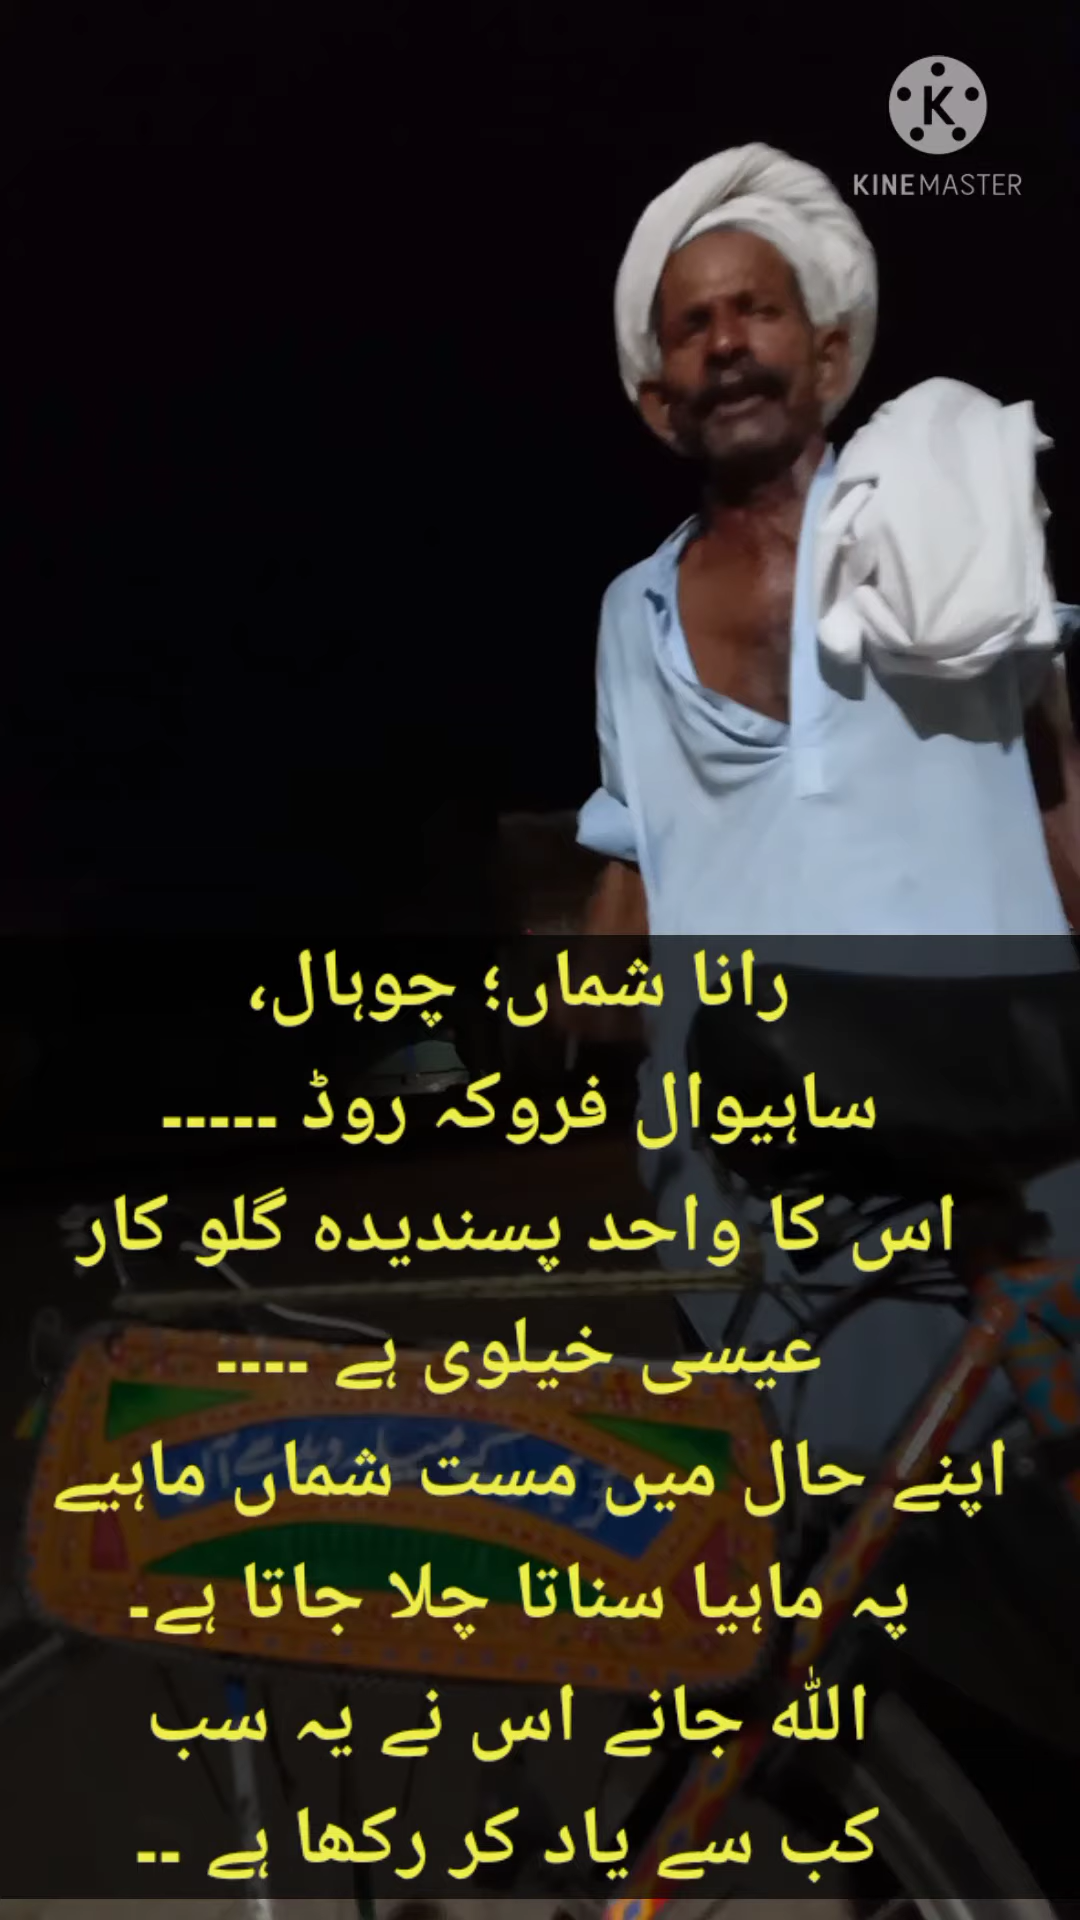 KINEMASTER
رانا شماں؛ چوہال،
ساہیوال فروکہ روڈ -----
اس کا واحد پسندیدہ گلو کار
عیسی خیلوی ہے ----
اپنے حال میں مست شماں ماہیے
پہ ماہیا سناتا چلا جاتا ہے۔
اللہ جانے اس نے یہ سب
کب سے یاد کر رکھا ہے --